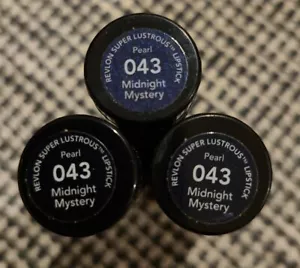 REVLON SUPER LUSTROUS™ LIPSTICK
Pearl
043
Midnight
Mystery
REVLON SUPER LUSTROUS™ LIPSTICK
Pearl
043
Midnight
Mystery
REVLON SUPER LUSTROUS™ LIPSTICK
Pearl
043
Midnight
Mystery